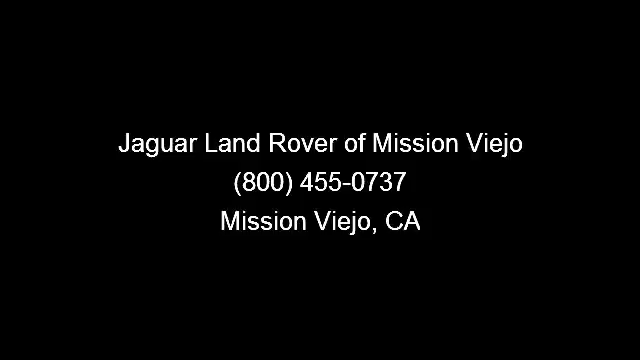 Jaguar Land Rover of Mission Viejo
(800) 455-0737
Mission Viejo, CA